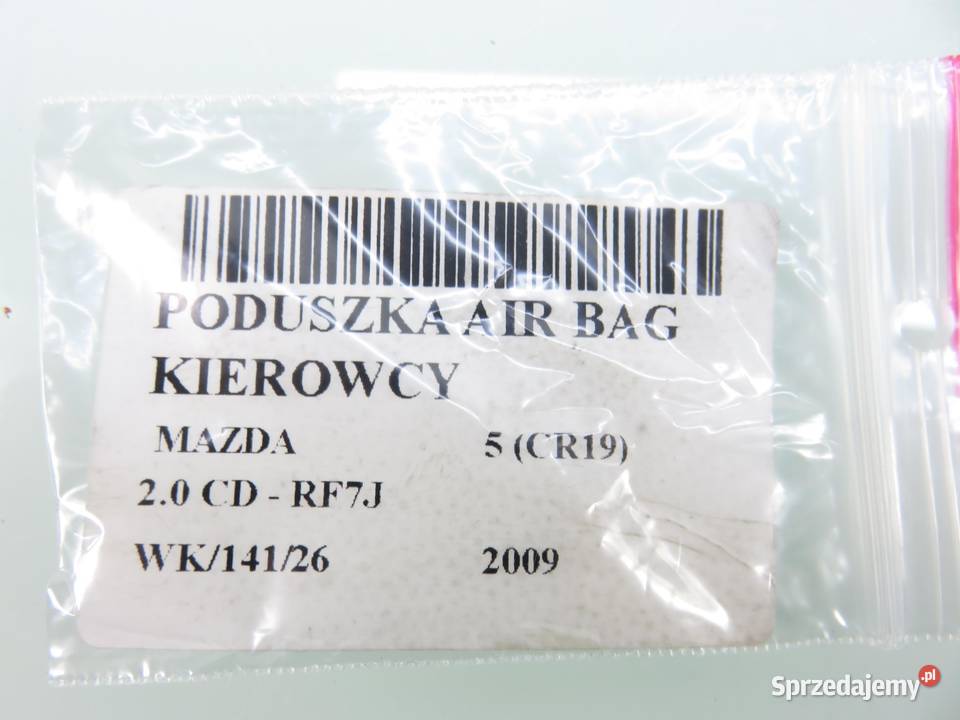 PODUSZKA AIR BAG
KIEROWCY
MAZDA 5 (CR19)
2.0 CD - RF7J
WK/141/26 2009
Sprzedajemy.pl